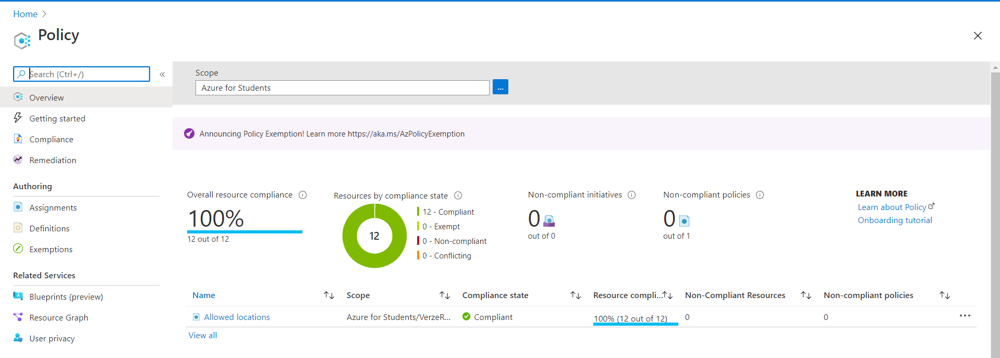 Home
Policy
Search (Ctrl+/)
Overview
Getting started
Compliance
Remediation
Authoring
Assignments
Definitions
Exemptions
Related Services
Blueprints (preview)
Resource Graph
User privacy
Scope
Azure for Students
...
Announcing Policy Exemption! Learn more https://aka.ms/AzPolicyExemption
Overall resource compliance
100%
12 out of 12
Resources by compliance state
12
12 - Compliant
0 - Exempt
0 - Non-compliant
0 - Conflicting
Non-compliant initiatives
0
out of 0
Non-compliant policies
0
out of 1
LEARN MORE
Learn about Policy
Onboarding tutorial
Name Scope Compliance state Resource compli... Non-Compliant Resources Non-compliant policies
Allowed locations Azure for Students/VerzeR... Compliant 100% (12 out of 12) 0 0
View all